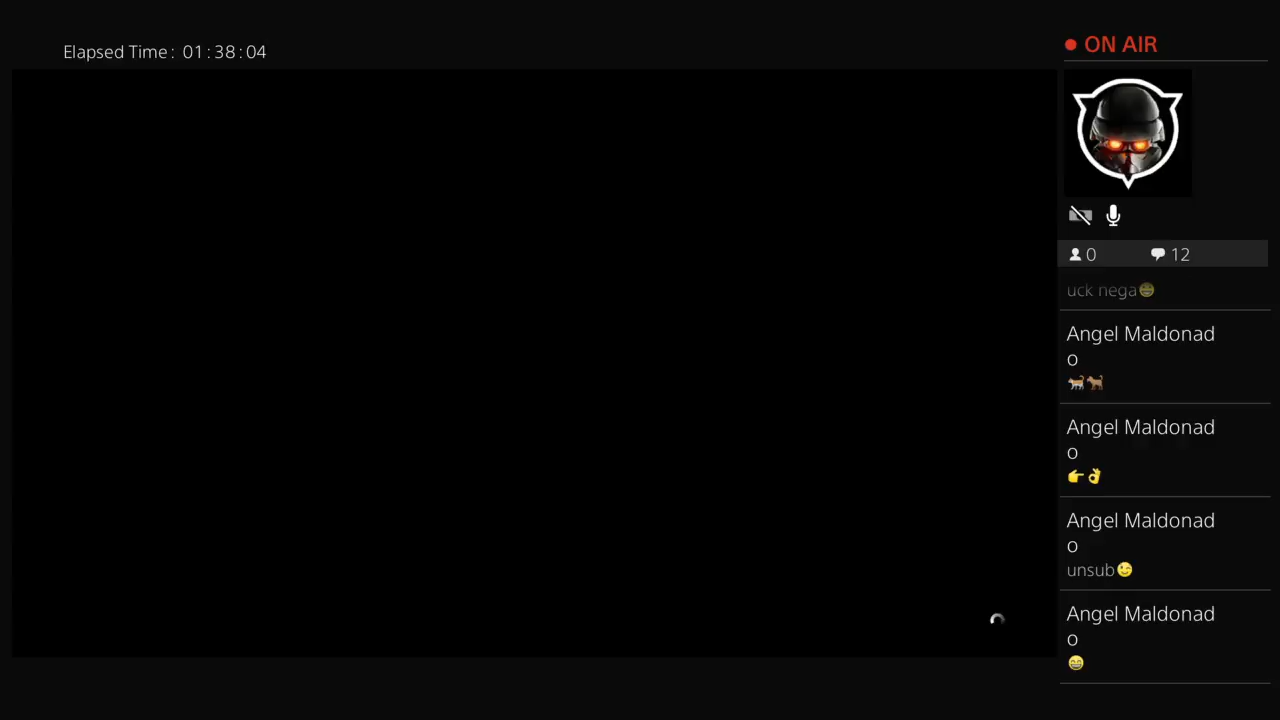 Elapsed Time: 01:38:04
ON AIR
0 12
uck nega😆
Angel Maldonad
o
🐈🐕
Angel Maldonad
o
👉👌
Angel Maldonad
o
unsub😉
Angel Maldonad
o
😄